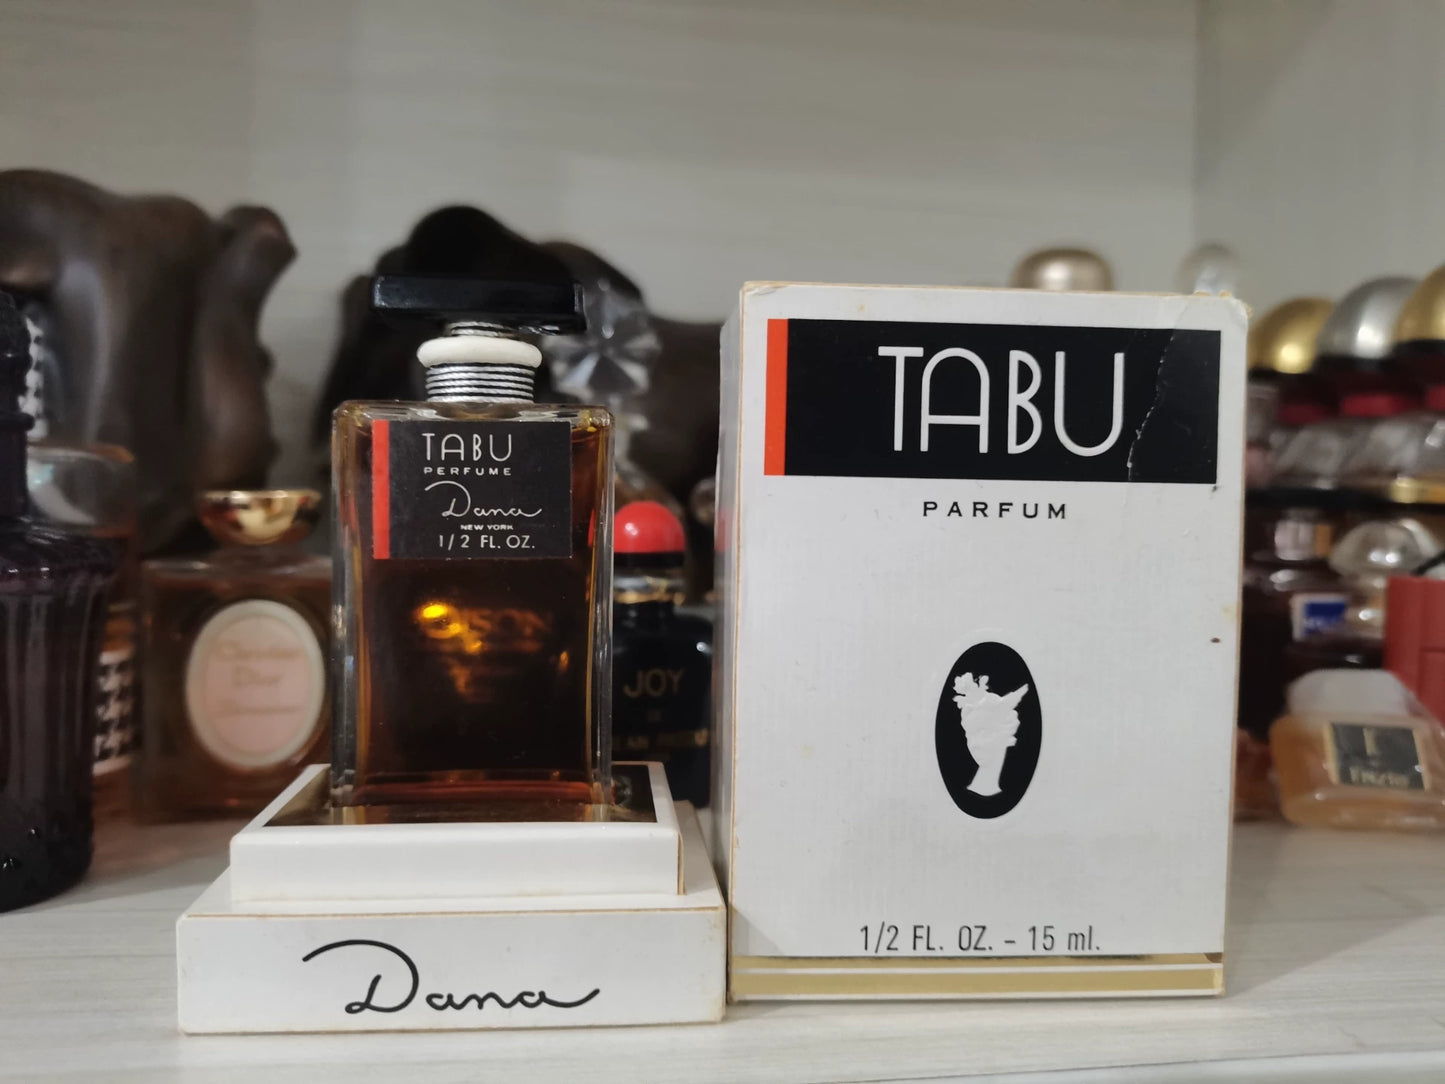 TABU
PERFUME
Dana
NEW YORK
1/2 FL. OZ.
Dana
TABU
PARFUM
1/2 FL. OZ. - 15 ml.
Christian
Dior
JOY